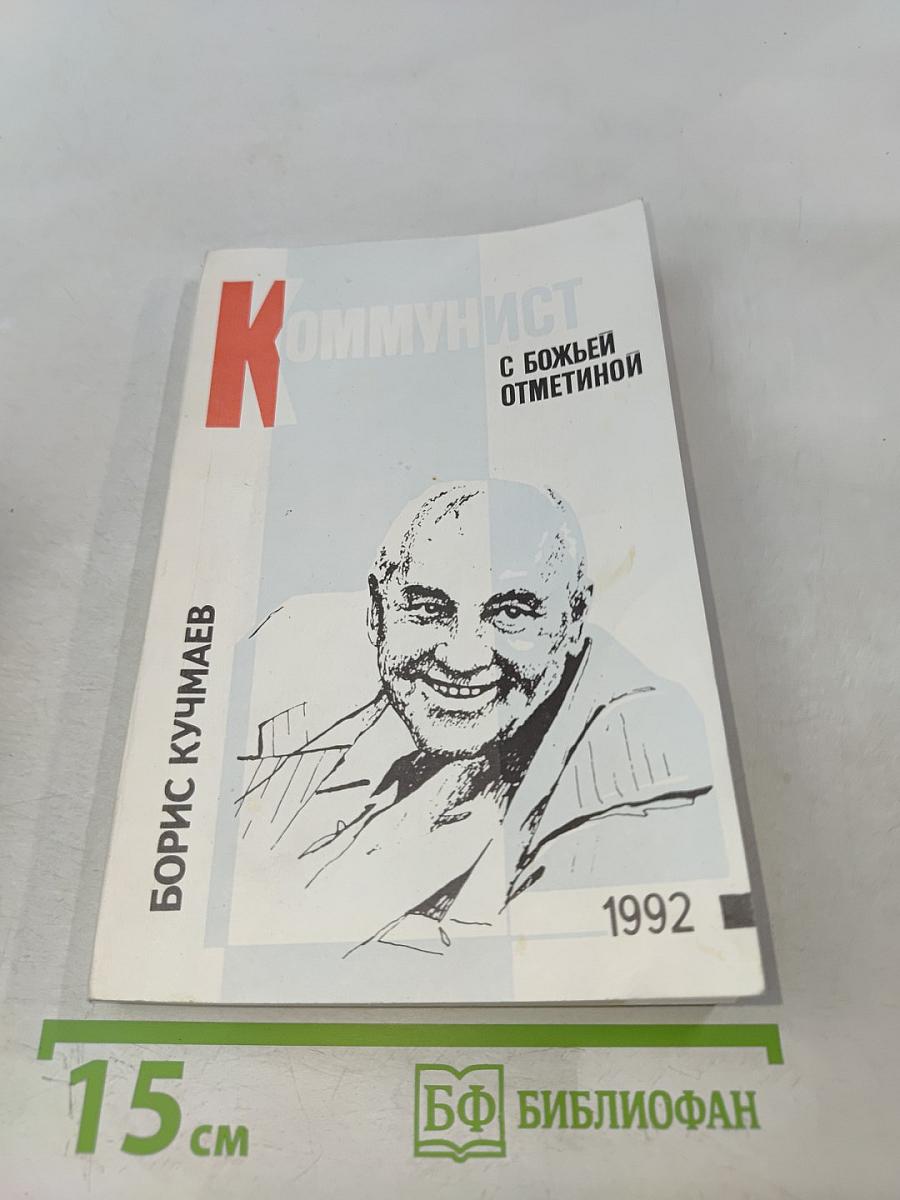 КОММУНИСТ
С БОЖЬЕЙ
ОТМЕТИНОЙ
БОРИС КУЧМАЕВ
1992
15 см
БФ БИБЛИОФАН